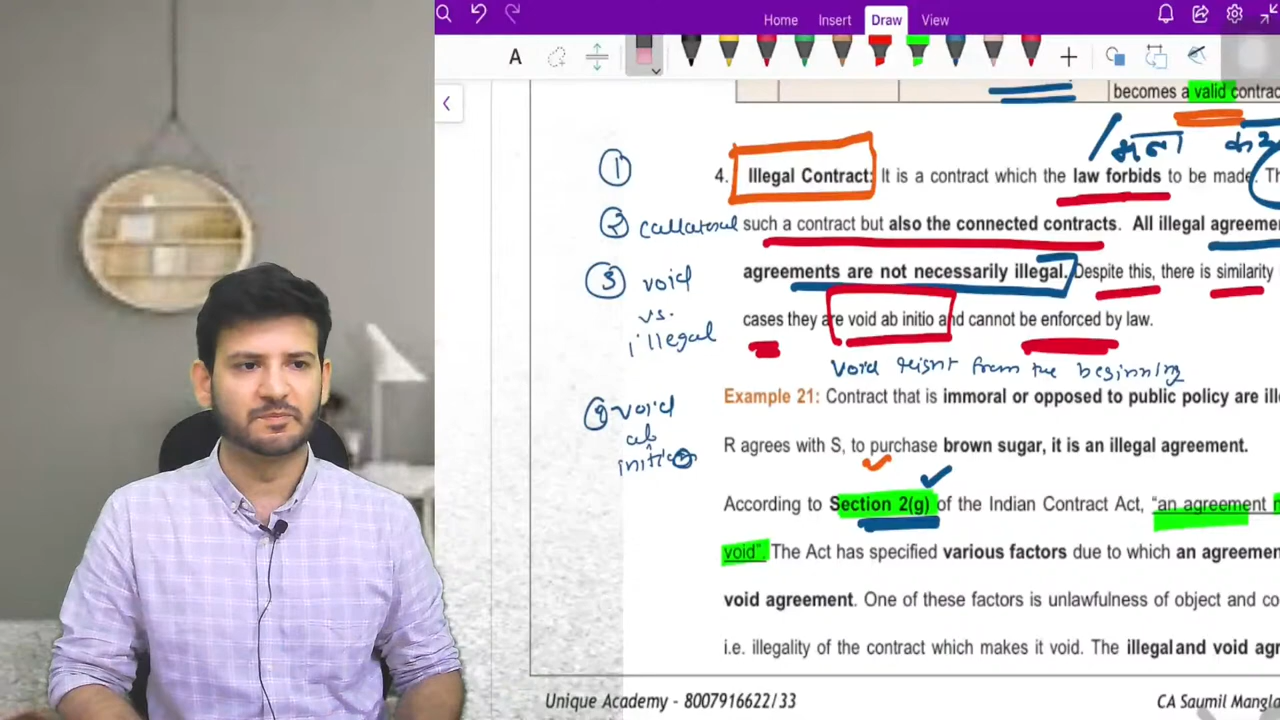 Home Insert Draw View
A
becomes a valid contrac
मना
① 4. Illegal Contract: It is a contract which the law forbids to be made. Th
② collateral such a contract but also the connected contracts. All illegal agreeme
③ void agreements are not necessarily illegal. Despite this, there is similarity
vs.
illegal cases they are void ab initio and cannot be enforced by law.
void right from the beginning
④ void Example 21: Contract that is immoral or opposed to public policy are ille
ab
initio R agrees with S, to purchase brown sugar, it is an illegal agreement.
According to Section 2(g) of the Indian Contract Act, “an agreement n
void”. The Act has specified various factors due to which an agreemen
void agreement. One of these factors is unlawfulness of object and co
i.e. illegality of the contract which makes it void. The illegal and void agr
Unique Academy - 8007916622/33 CA Saumil Mangla